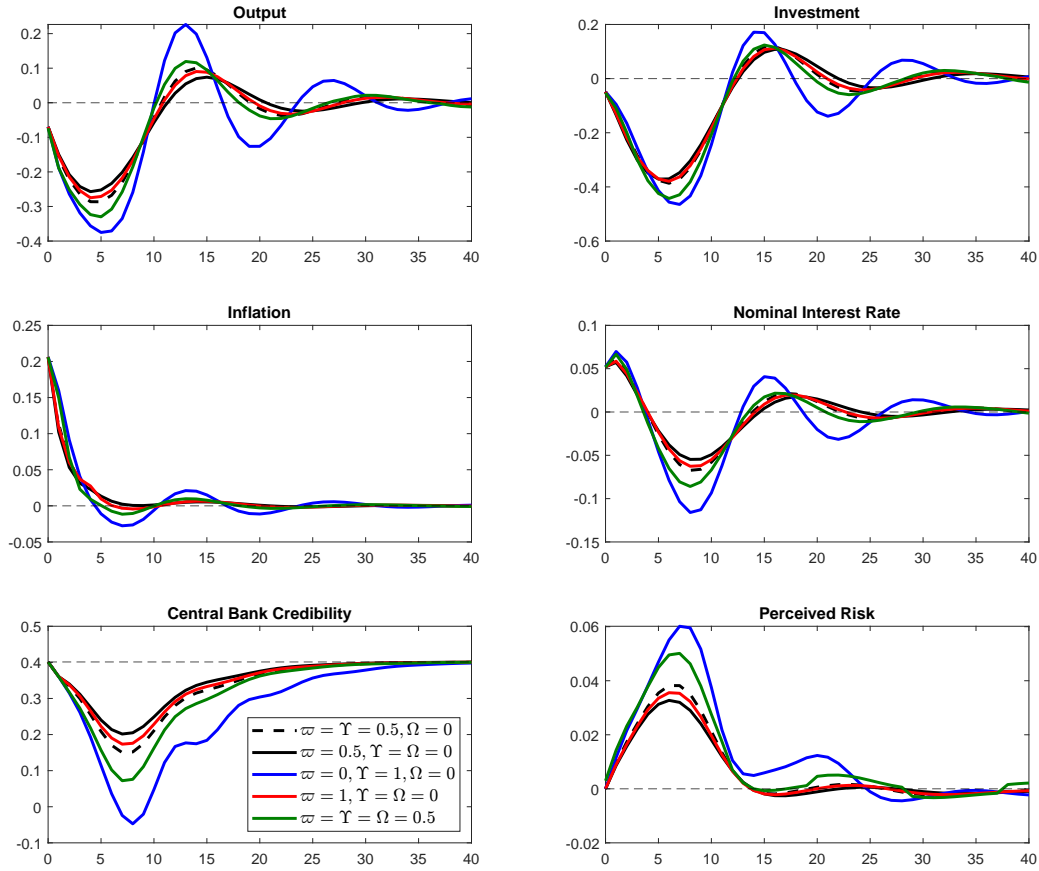 Output
0.2
0.1
0
-0.1
-0.2
-0.3
-0.4
0 5 10 15 20 25 30 35 40
Investment
0.2
0
-0.2
-0.4
-0.6
0 5 10 15 20 25 30 35 40
Inflation
0.25
0.2
0.15
0.1
0.05
0
-0.05
0 5 10 15 20 25 30 35 40
Nominal Interest Rate
0.1
0.05
0
-0.05
-0.1
-0.15
0 5 10 15 20 25 30 35 40
Central Bank Credibility
0.5
0.4
0.3
0.2
0.1
0
-0.1
ϖ = Υ = 0.5, Ω = 0
ϖ = 0.5, Υ = Ω = 0
ϖ = 0, Υ = 1, Ω = 0
ϖ = 1, Υ = Ω = 0
ϖ = Υ = Ω = 0.5
0 5 10 15 20 25 30 35 40
Perceived Risk
0.06
0.04
0.02
0
-0.02
0 5 10 15 20 25 30 35 40